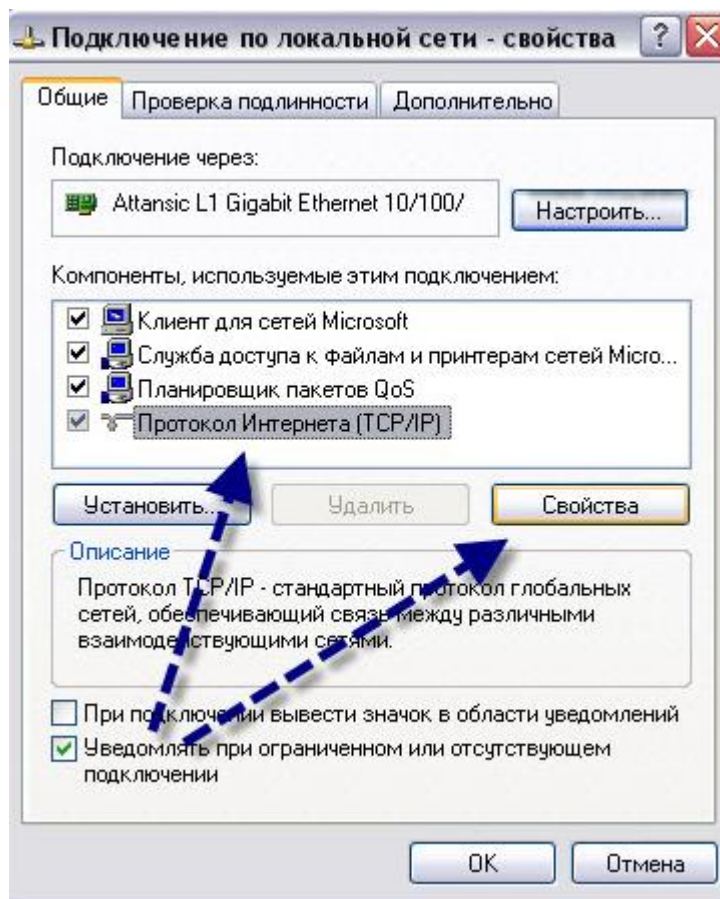 Подключение по локальной сети - свойства
Общие
Проверка подлинности
Дополнительно
Подключение через:
Attansic L1 Gigabit Ethernet 10/100/
Настроить...
Компоненты, используемые этим подключением:
Клиент для сетей Microsoft
Служба доступа к файлам и принтерам сетей Micro...
Планировщик пакетов QoS
Протокол Интернета (TCP/IP)
Установить...
Удалить
Свойства
Описание
Протокол TCP/IP - стандартный протокол глобальных
сетей, обеспечивающий связь между различными
взаимодействующими сетями.
При подключении вывести значок в области уведомлений
Уведомлять при ограниченном или отсутствующем
подключении
OK
Отмена